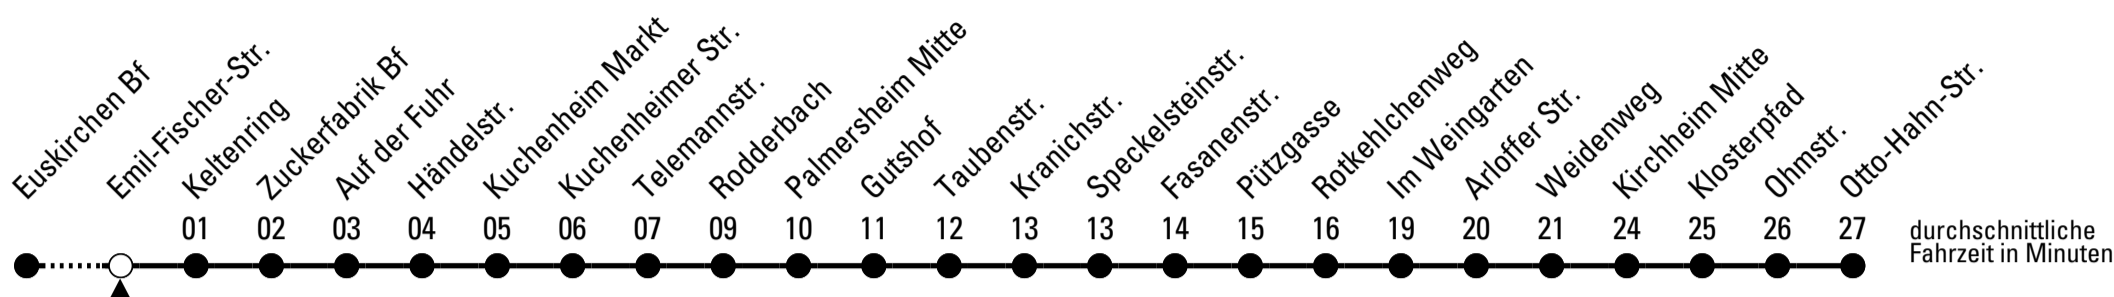 Euskirchen Bf
Emil-Fischer-Str.
Keltenring
Zuckerfabrik Bf
Auf der Fuhr
Händelstr.
Kuchenheim Markt
Kuchenheimer Str.
Telemannstr.
Rodderbach
Palmersheim Mitte
Gutshof
Taubenstr.
Kranichstr.
Speckelsteinstr.
Fasanenstr.
Pützgasse
Rotkehlchenweg
Im Weingarten
Arloffer Str.
Weidenweg
Kirchheim Mitte
Klosterpfad
Ohmstr.
Otto-Hahn-Str.
01 02 03 04 05 06 07 09 10 11 12 13 13 14 15 16 19 20 21 24 25 26 27
durchschnittliche
Fahrzeit in Minuten